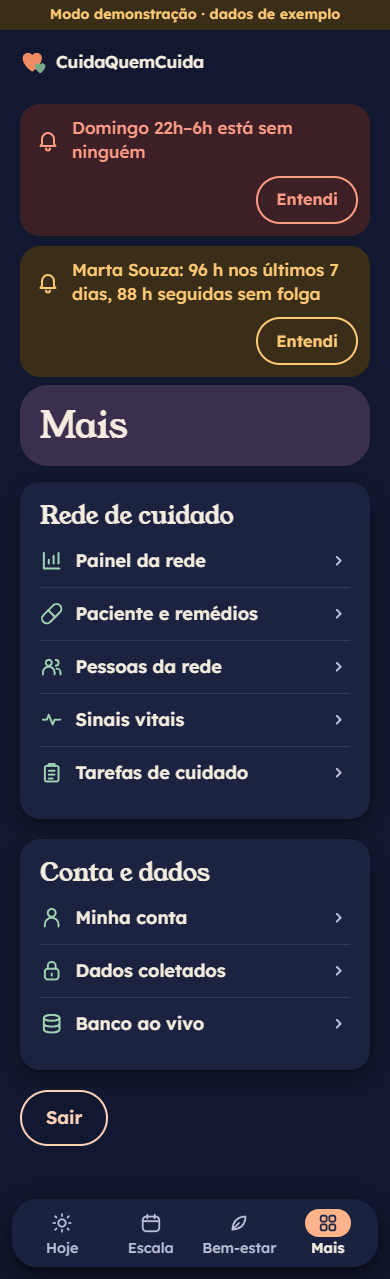 Modo demonstração · dados de exemplo
CuidaQuemCuida
Domingo 22h–6h está sem
ninguém
Entendi
Marta Souza: 96 h nos últimos 7
dias, 88 h seguidas sem folga
Entendi
Mais
Rede de cuidado
Painel da rede
Paciente e remédios
Pessoas da rede
Sinais vitais
Tarefas de cuidado
Conta e dados
Minha conta
Dados coletados
Banco ao vivo
Sair
Hoje
Escala
Bem-estar
Mais